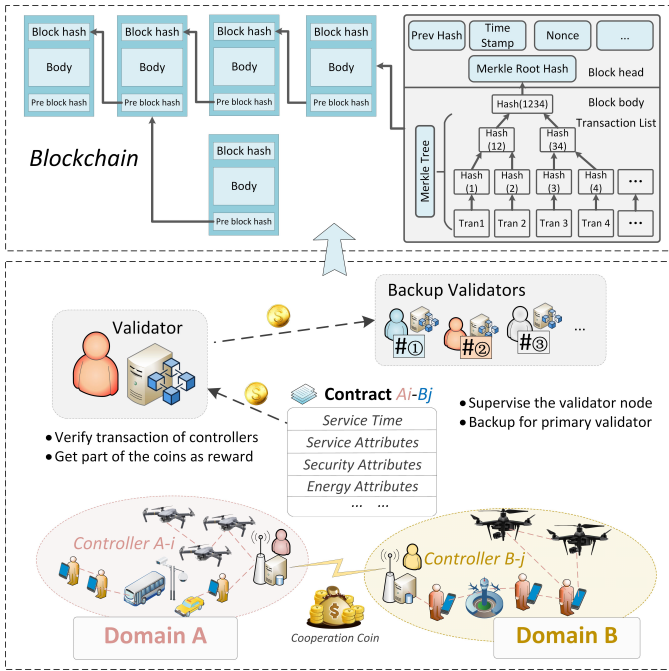 Block hash
Block hash
Block hash
Block hash
Body
Body
Body
Body
Pre block hash
Pre block hash
Pre block hash
Pre block hash
Block hash
Body
Pre block hash
Blockchain
Prev Hash
Time
Stamp
Nonce
...
Merkle Root Hash
Block head
Hash(1234)
Block body
Transaction List
Merkle Tree
Hash
(12)
Hash
(34)
Hash
(1)
Hash
(2)
Hash
(3)
Hash
(4)
...
Tran1
Tran 2
Tran 3
Tran 4
...
Validator
$
Backup Validators
#①
#②
#③
...
$
Contract Ai-Bj
Service Time
Service Attributes
Security Attributes
Energy Attributes
... ...
• Verify transaction of controllers
• Get part of the coins as reward
• Supervise the validator node
• Backup for primary validator
Controller A-i
Controller B-j
$
Cooperation Coin
Domain A
Domain B